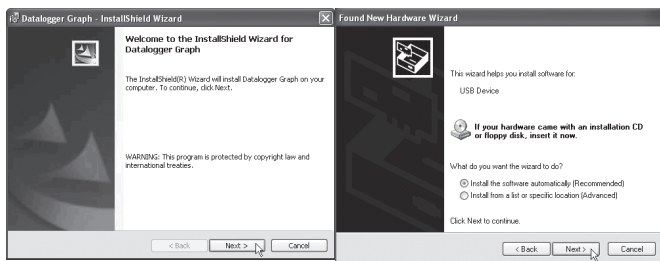 Datalogger Graph - InstallShield Wizard
Welcome to the InstallShield Wizard for
Datalogger Graph
The InstallShield(R) Wizard will install Datalogger Graph on your
computer. To continue, click Next.
WARNING: This program is protected by copyright law and
international treaties.
< Back
Next >
Cancel
Found New Hardware Wizard
This wizard helps you install software for:
USB Device
If your hardware came with an installation CD
or floppy disk, insert it now.
What do you want the wizard to do?
Install the software automatically (Recommended)
Install from a list or specific location (Advanced)
Click Next to continue.
< Back
Next >
Cancel